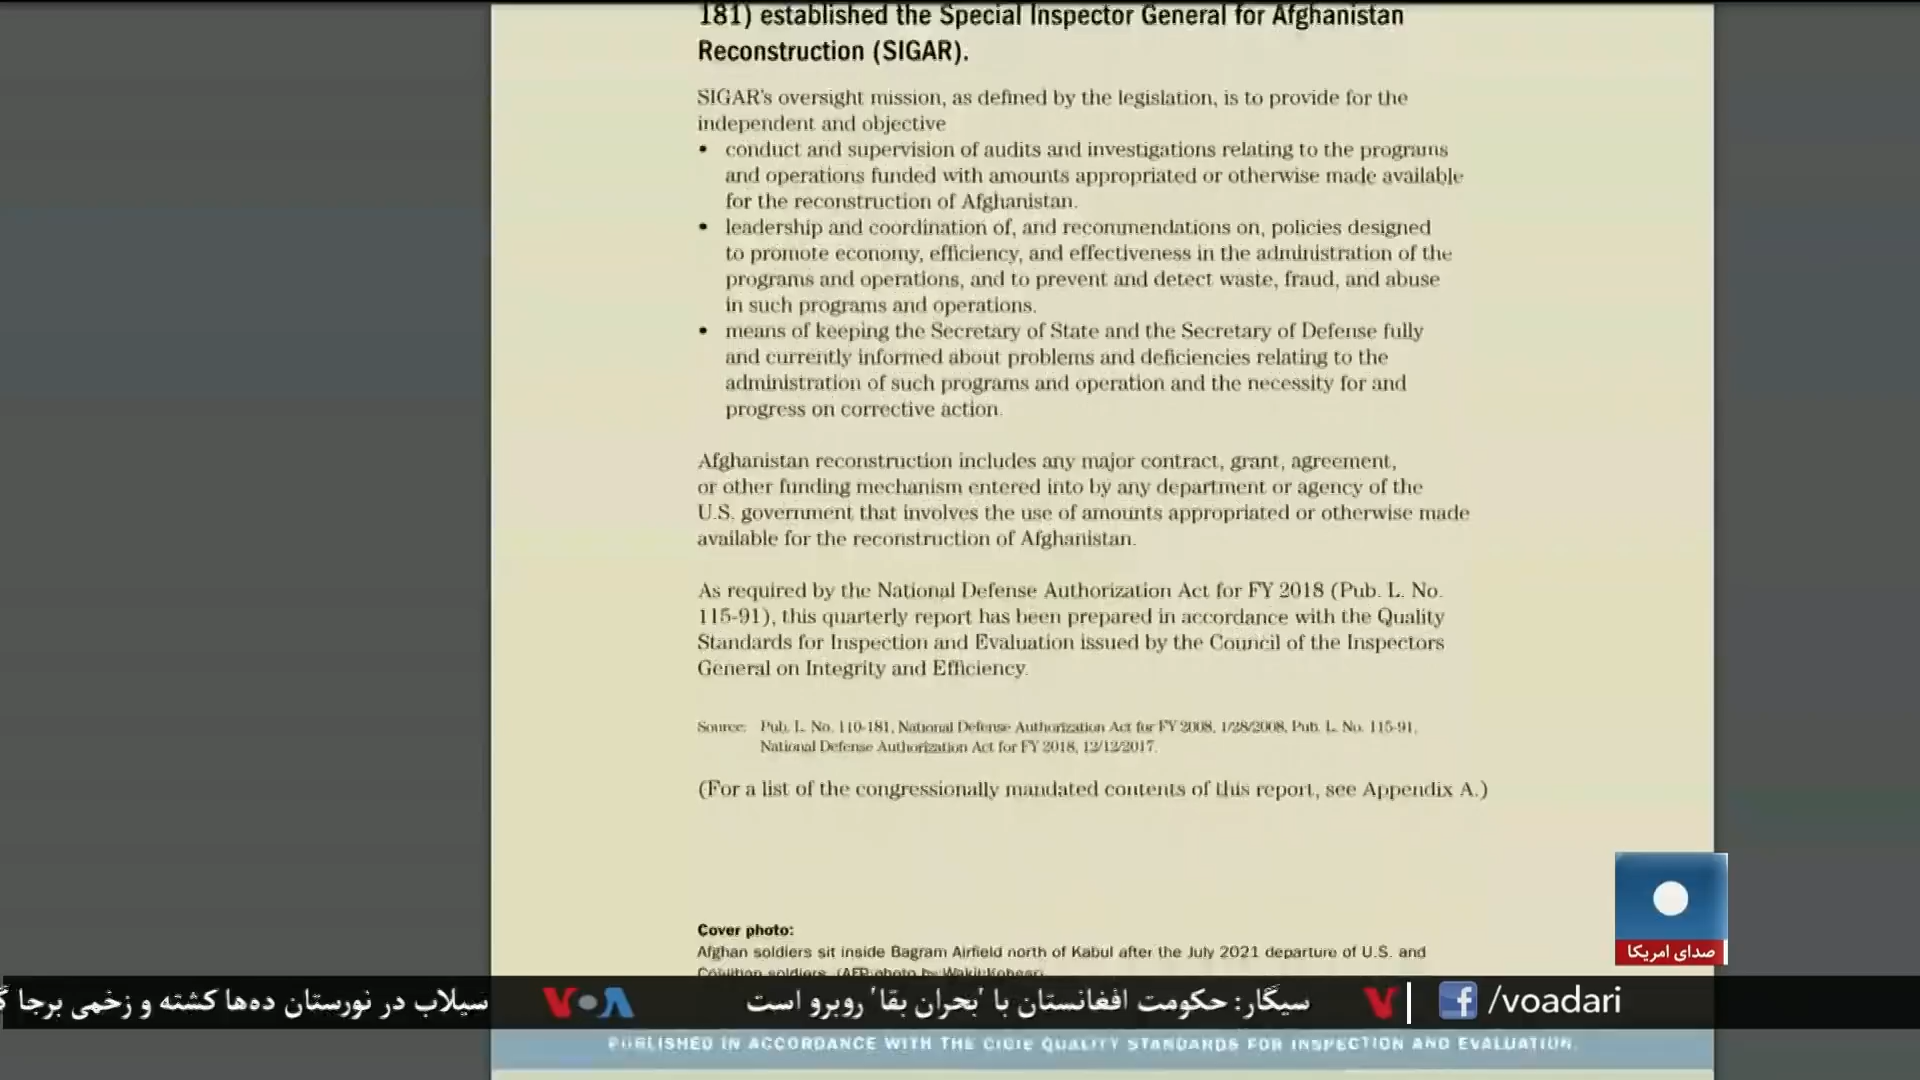 181) established the Special Inspector General for Afghanistan
Reconstruction (SIGAR).
SIGAR's oversight mission, as defined by the legislation, is to provide for the
independent and objective
• conduct and supervision of audits and investigations relating to the programs
and operations funded with amounts appropriated or otherwise made available
for the reconstruction of Afghanistan.
• leadership and coordination of, and recommendations on, policies designed
to promote economy, efficiency, and effectiveness in the administration of the
programs and operations, and to prevent and detect waste, fraud, and abuse
in such programs and operations.
• means of keeping the Secretary of State and the Secretary of Defense fully
and currently informed about problems and deficiencies relating to the
administration of such programs and operation and the necessity for and
progress on corrective action.
Afghanistan reconstruction includes any major contract, grant, agreement,
or other funding mechanism entered into by any department or agency of the
U.S. government that involves the use of amounts appropriated or otherwise made
available for the reconstruction of Afghanistan.
As required by the National Defense Authorization Act for FY 2018 (Pub. L. No.
115-91), this quarterly report has been prepared in accordance with the Quality
Standards for Inspection and Evaluation issued by the Council of the Inspectors
General on Integrity and Efficiency.
Source: Pub. L. No. 110-181, National Defense Authorization Act for FY 2008, 1/28/2008, Pub. L. No. 115-91,
National Defense Authorization Act for FY 2018, 12/12/2017.
(For a list of the congressionally mandated contents of this report, see Appendix A.)
Cover photo:
Afghan soldiers sit inside Bagram Airfield north of Kabul after the July 2021 departure of U.S. and
Coalition soldiers. (AFP photo by Wakil Kohsar)
صدای امریکا
/voadari
سیگار: حکومت افغانستان با 'بحران بقا' روبرو است
VOA
سیلاب در نورستان ده‌ها کشته و زخمی برجا
PUBLISHED IN ACCORDANCE WITH THE CIGIE QUALITY STANDARDS FOR INSPECTION AND EVALUATION.